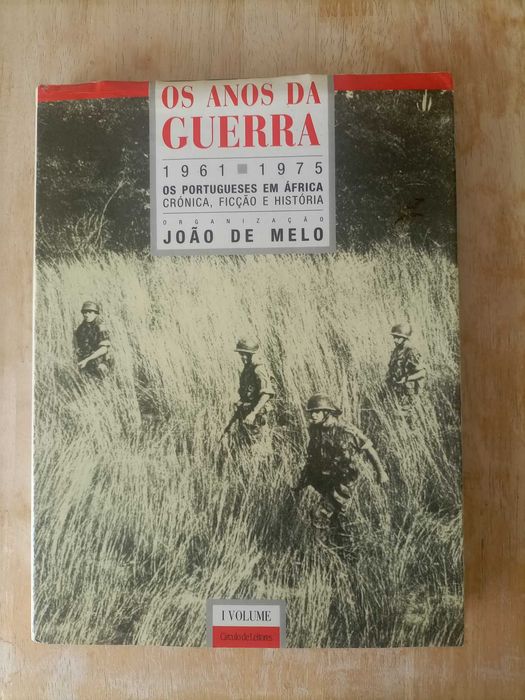 OS ANOS DA
GUERRA
1961 ■ 1975
OS PORTUGUESES EM ÁFRICA
CRÓNICA, FICÇÃO E HISTÓRIA
ORGANIZAÇÃO
JOÃO DE MELO
I VOLUME
Círculo de Leitores